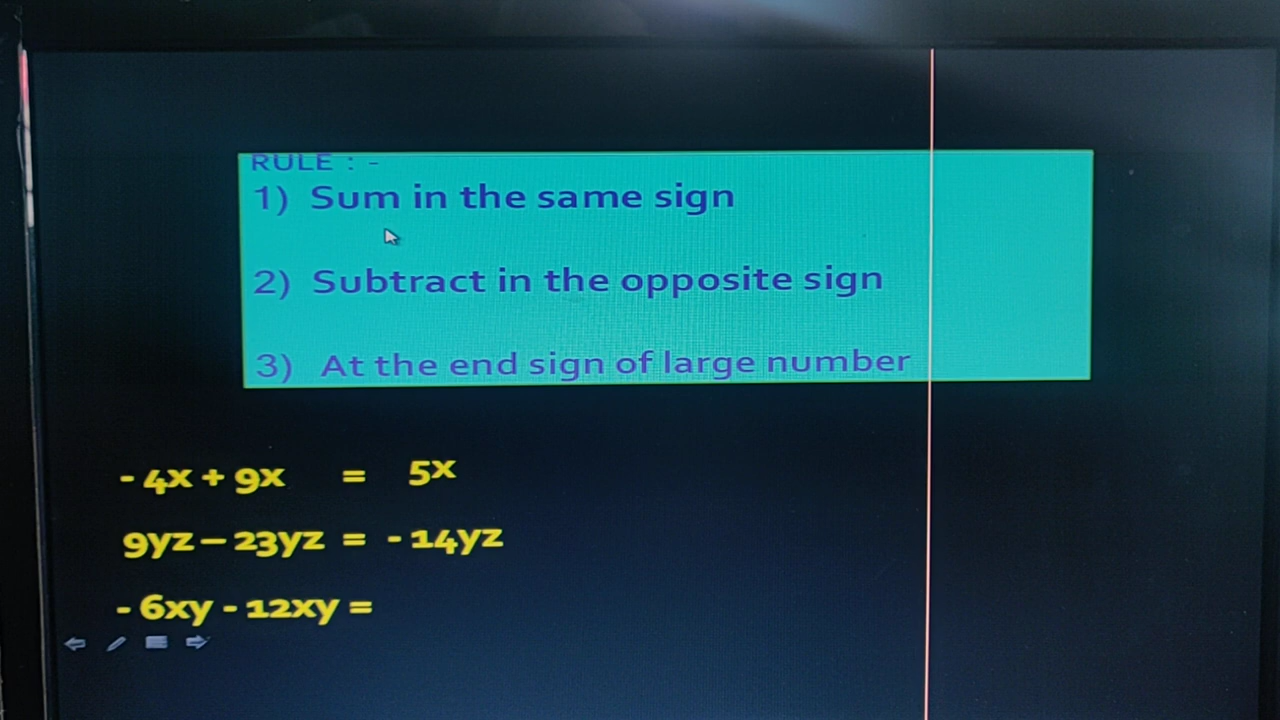 RULE : -
1) Sum in the same sign
2) Subtract in the opposite sign
3) At the end sign of large number
- 4x + 9x = 5x
9yz – 23yz = - 14yz
- 6xy - 12xy =